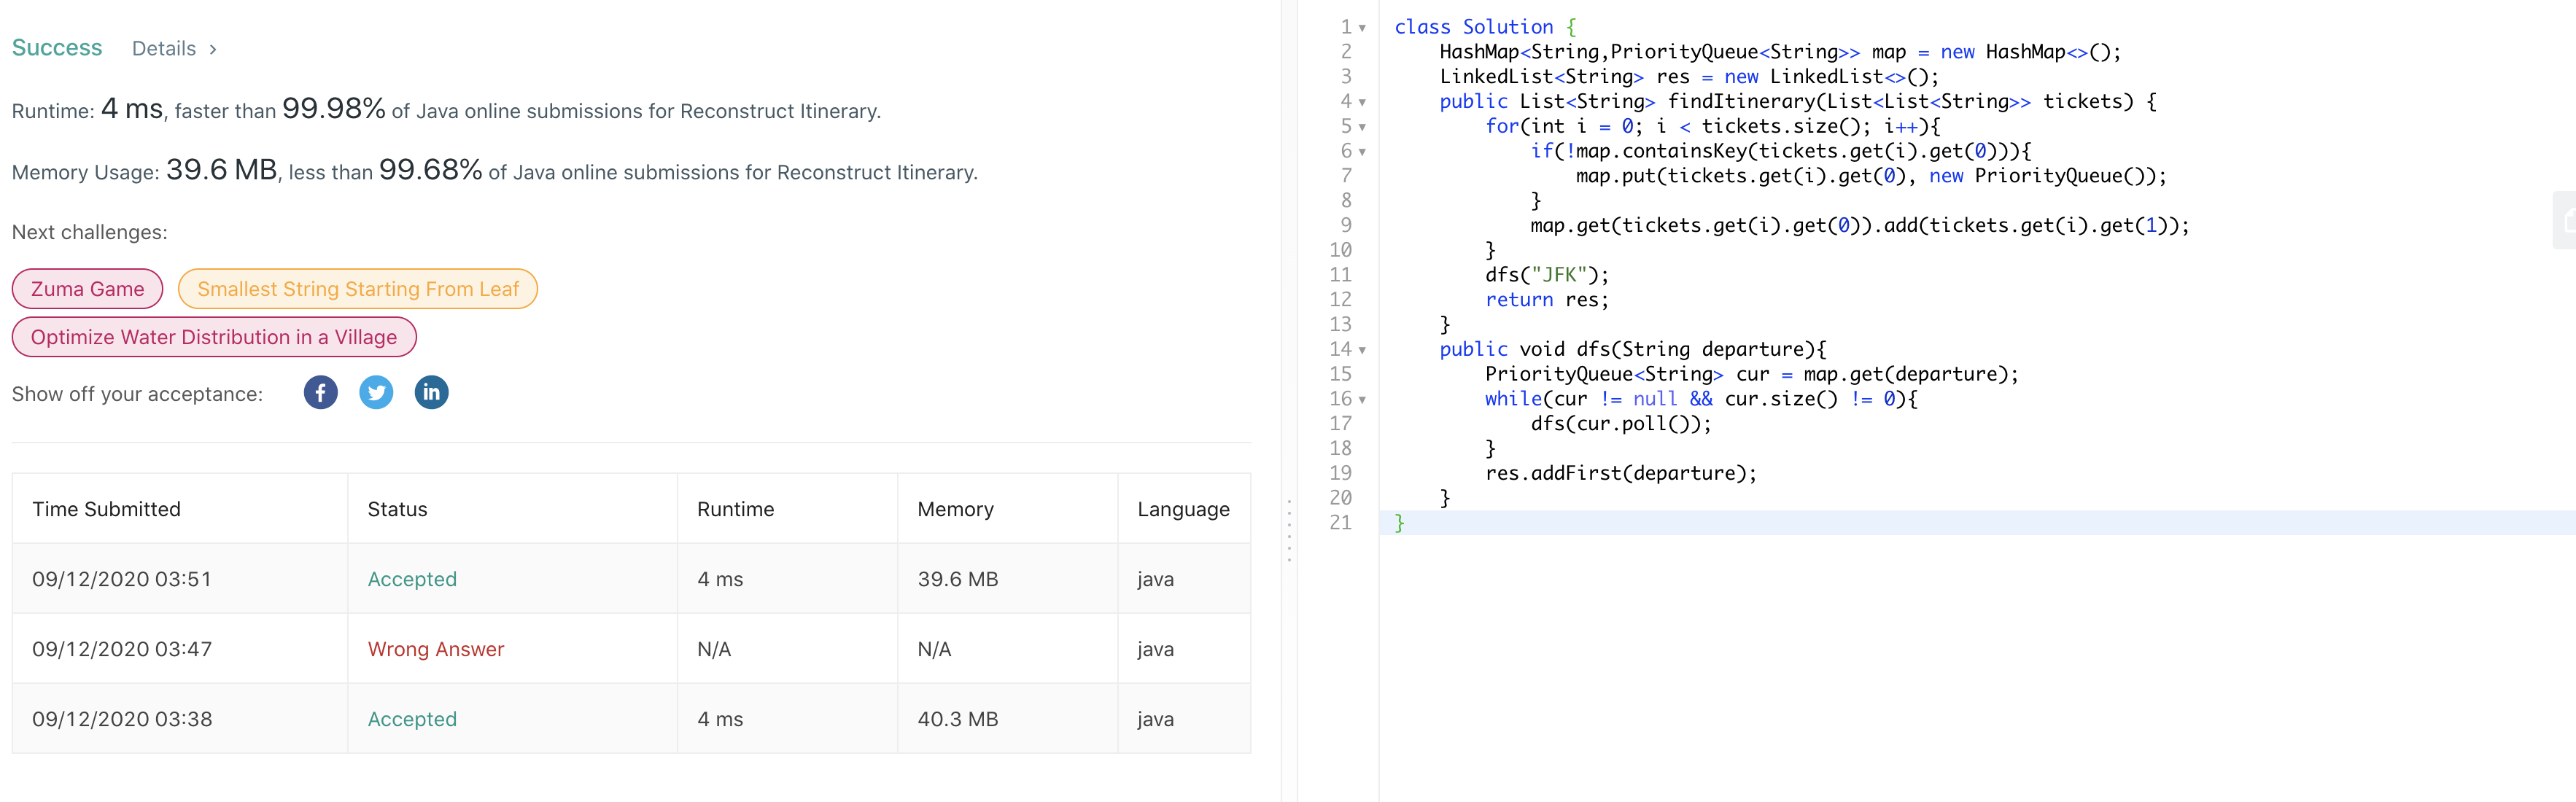 Success Details >
Runtime: 4 ms, faster than 99.98% of Java online submissions for Reconstruct Itinerary.
Memory Usage: 39.6 MB, less than 99.68% of Java online submissions for Reconstruct Itinerary.
Next challenges:
Zuma Game Smallest String Starting From Leaf
Optimize Water Distribution in a Village
Show off your acceptance: f in
Time Submitted Status Runtime Memory Language
09/12/2020 03:51 Accepted 4 ms 39.6 MB java
09/12/2020 03:47 Wrong Answer N/A N/A java
09/12/2020 03:38 Accepted 4 ms 40.3 MB java
1 class Solution {
2     HashMap<String,PriorityQueue<String>> map = new HashMap<>();
3     LinkedList<String> res = new LinkedList<>();
4     public List<String> findItinerary(List<List<String>> tickets) {
5         for(int i = 0; i < tickets.size(); i++){
6             if(!map.containsKey(tickets.get(i).get(0))){
7                 map.put(tickets.get(i).get(0), new PriorityQueue());
8             }
9             map.get(tickets.get(i).get(0)).add(tickets.get(i).get(1));
10         }
11         dfs("JFK");
12         return res;
13     }
14     public void dfs(String departure){
15         PriorityQueue<String> cur = map.get(departure);
16         while(cur != null && cur.size() != 0){
17             dfs(cur.poll());
18         }
19         res.addFirst(departure);
20     }
21 }